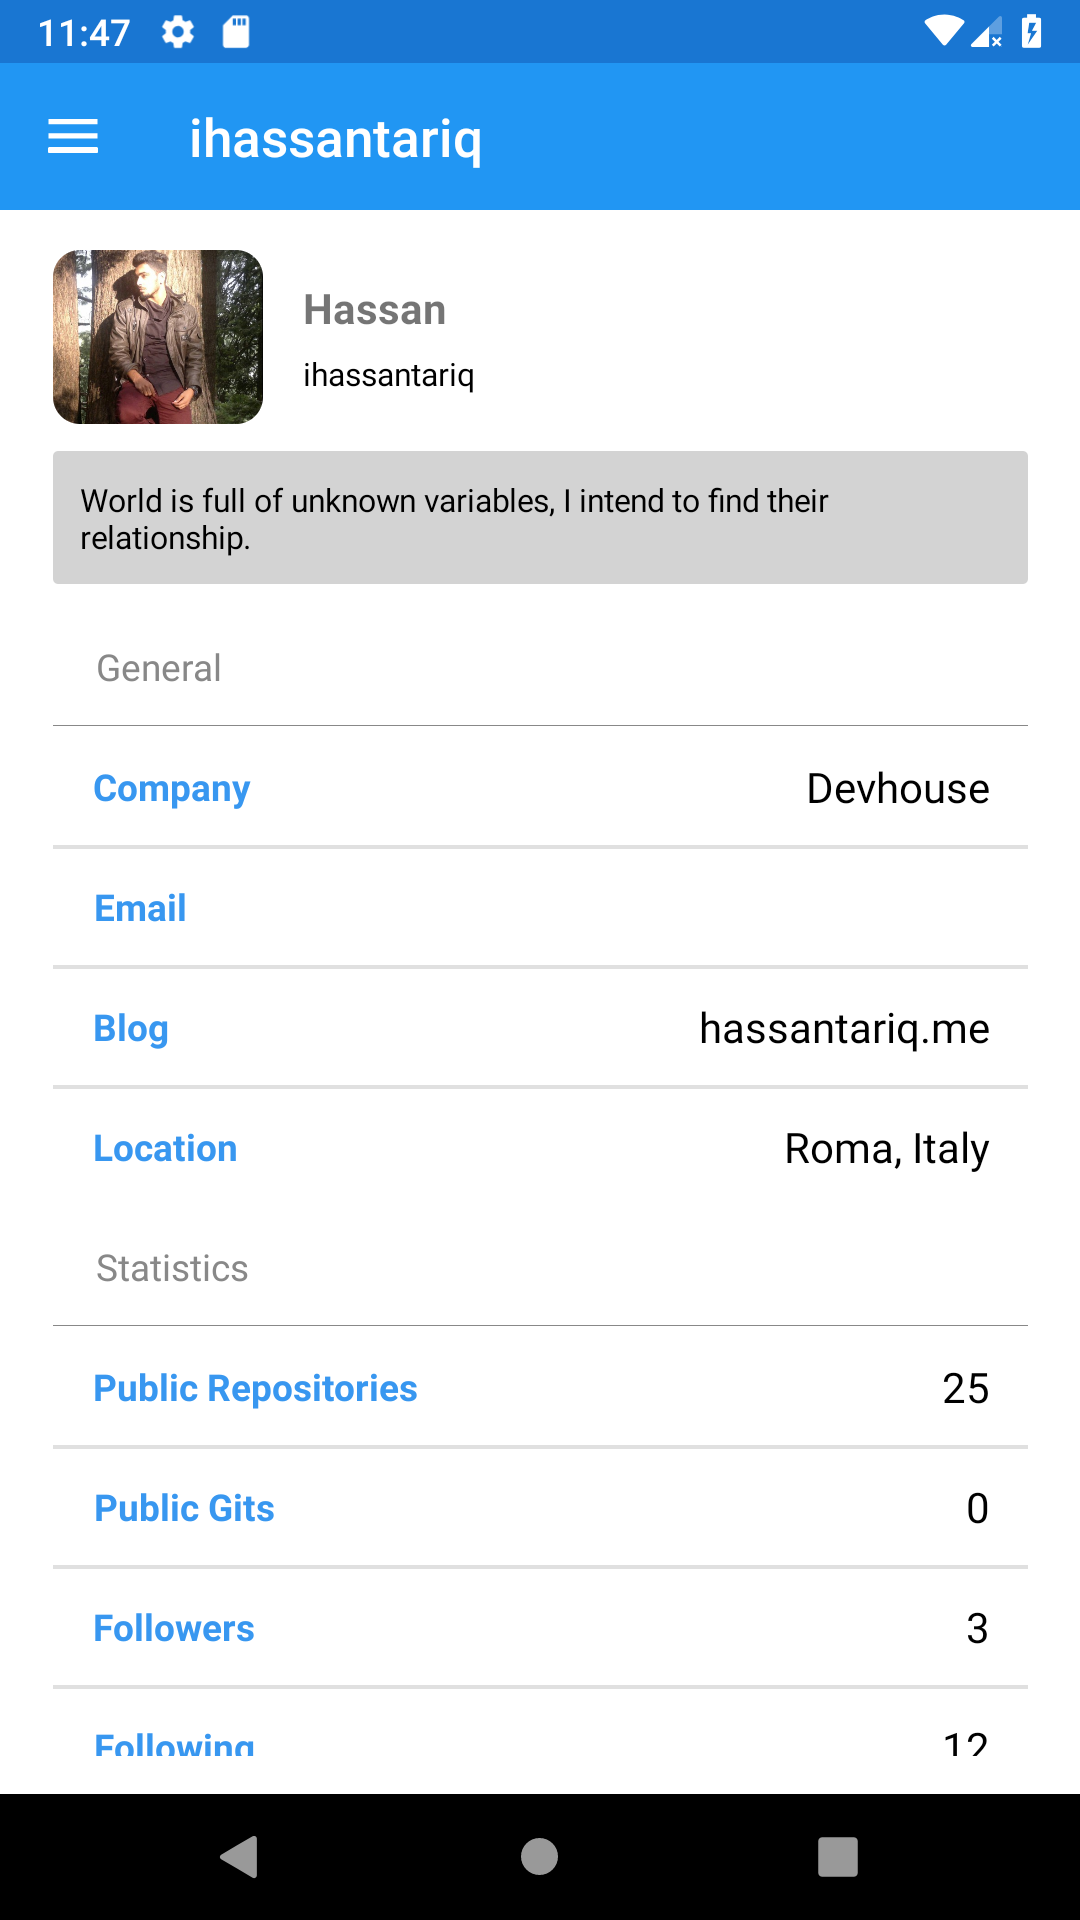 11:47
ihassantariq
Hassan
ihassantariq
World is full of unknown variables, I intend to find their
relationship.
General
Company Devhouse
Email
Blog hassantariq.me
Location Roma, Italy
Statistics
Public Repositories 25
Public Gits 0
Followers 3
Following 12